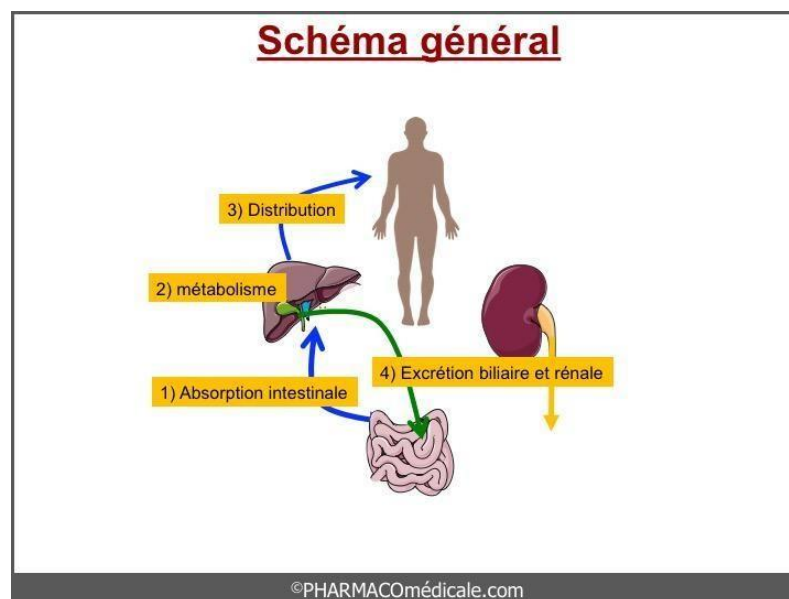 Schéma général
3) Distribution
2) métabolisme
4) Excrétion biliaire et rénale
1) Absorption intestinale
©PHARMACOmédicale.com